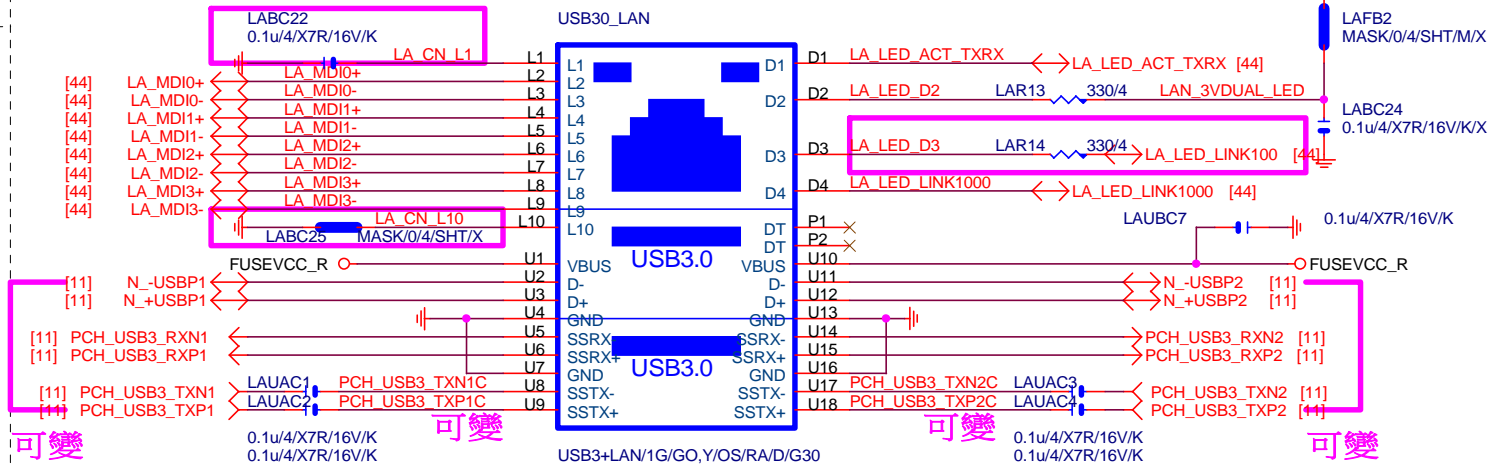 LABC22
0.1u/4/X7R/16V/K
USB30_LAN
LAFB2
MASK/0/4/SHT/M/X
LA_CN_L1
L1
L1
D1
D1
LA_LED_ACT_TXRX
LA_LED_ACT_TXRX [44]
[44] LA_MDI0+
LA_MDI0+
L2
L2
[44] LA_MDI0-
LA_MDI0-
L3
L3
D2
D2
LA_LED_D2
LAR13
330/4
LAN_3VDUAL_LED
LABC24
0.1u/4/X7R/16V/K/X
[44] LA_MDI1+
LA_MDI1+
L4
L4
[44] LA_MDI1-
LA_MDI1-
L5
L5
[44] LA_MDI2+
LA_MDI2+
L6
L6
D3
D3
LA_LED_D3
LAR14
330/4
LA_LED_LINK100 [44]
[44] LA_MDI2-
LA_MDI2-
L7
L7
[44] LA_MDI3+
LA_MDI3+
L8
L8
D4
D4
LA_LED_LINK1000
LA_LED_LINK1000 [44]
[44] LA_MDI3-
LA_MDI3-
L9
L9
LA_CN_L10
L10
L10
LABC25
MASK/0/4/SHT/X
DT
P1
DT
P2
LAUBC7
0.1u/4/X7R/16V/K
FUSEVCC_R
U1
VBUS
USB3.0
VBUS
U10
FUSEVCC_R
[11] N_-USBP1
U2
D-
D-
U11
N_-USBP2 [11]
[11] N_+USBP1
U3
D+
D+
U12
N_+USBP2 [11]
U4
GND
GND
U13
[11] PCH_USB3_RXN1
U5
SSRX-
SSRX-
U14
PCH_USB3_RXN2 [11]
[11] PCH_USB3_RXP1
U6
SSRX+
SSRX+
U15
PCH_USB3_RXP2 [11]
U7
GND
USB3.0
GND
U16
[11] PCH_USB3_TXN1
LAUAC1
PCH_USB3_TXN1C
U8
SSTX-
SSTX-
U17
PCH_USB3_TXN2C
LAUAC3
PCH_USB3_TXN2 [11]
[11] PCH_USB3_TXP1
LAUAC2
PCH_USB3_TXP1C
U9
SSTX+
SSTX+
U18
PCH_USB3_TXP2C
LAUAC4
PCH_USB3_TXP2 [11]
可變
可變
可變
可變
0.1u/4/X7R/16V/K
0.1u/4/X7R/16V/K
USB3+LAN/1G/GO,Y/OS/RA/D/G30
0.1u/4/X7R/16V/K
0.1u/4/X7R/16V/K